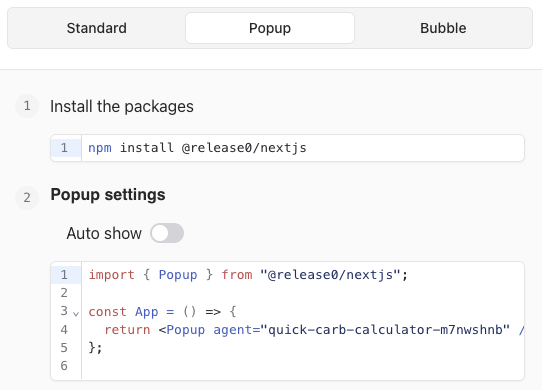 Standard
Popup
Bubble
1 Install the packages
1 npm install @release0/nextjs
2 Popup settings
Auto show
1 import { Popup } from "@release0/nextjs";
2
3 const App = () => {
4 return <Popup agent="quick-carb-calculator-m7nwshnb" /
5 };
6